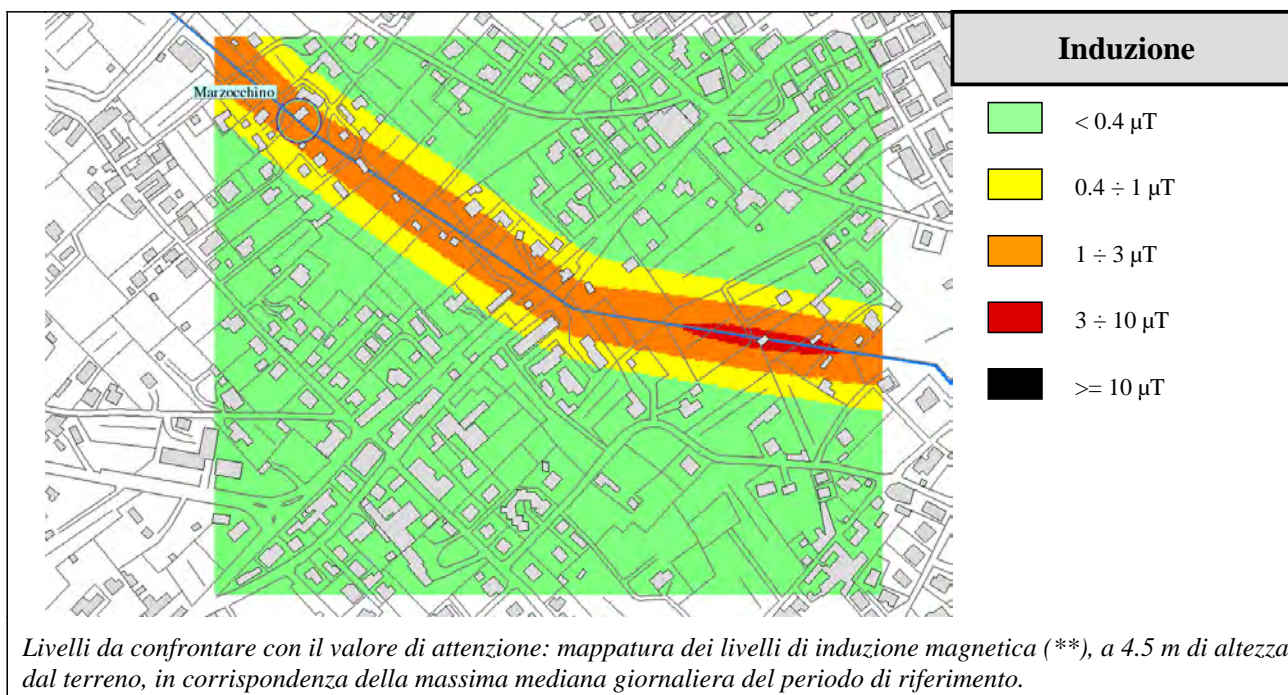 Marzocchino
Induzione
< 0.4 µT
0.4 ÷ 1 µT
1 ÷ 3 µT
3 ÷ 10 µT
>= 10 µT
Livelli da confrontare con il valore di attenzione: mappatura dei livelli di induzione magnetica (**), a 4.5 m di altezza
dal terreno, in corrispondenza della massima mediana giornaliera del periodo di riferimento.